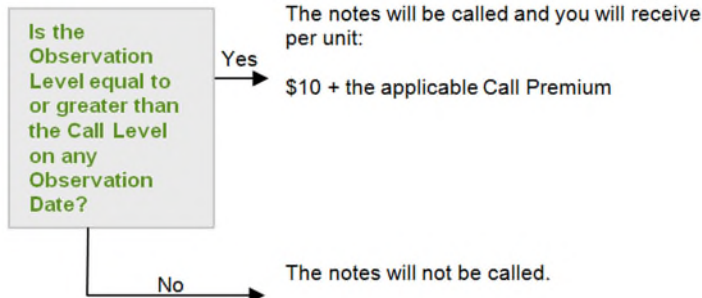 Is the
Observation
Level equal to
or greater than
the Call Level
on any
Observation
Date?
Yes
The notes will be called and you will receive
per unit:
$10 + the applicable Call Premium
No
The notes will not be called.